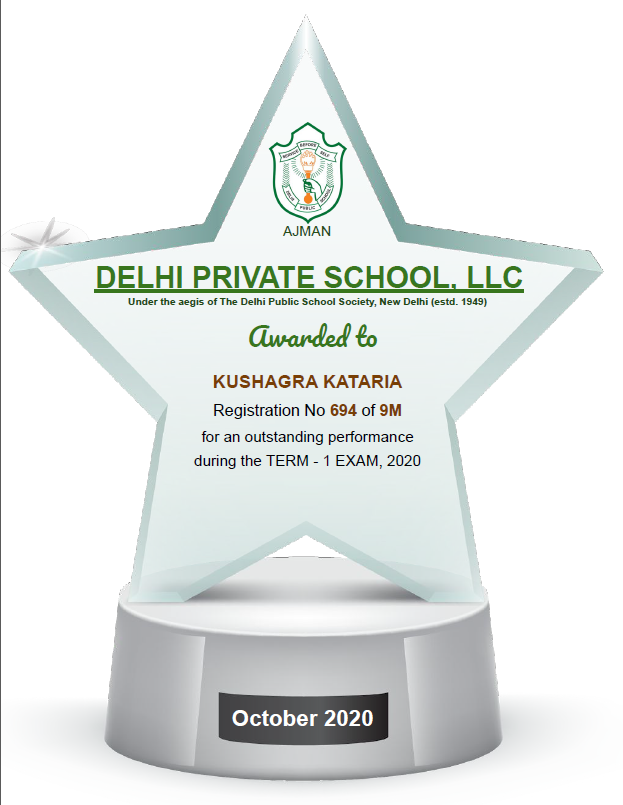 SERVICE BEFORE SELF
DELHI PUBLIC SCHOOL
AJMAN
DELHI PRIVATE SCHOOL, LLC
Under the aegis of The Delhi Public School Society, New Delhi (estd. 1949)
Awarded to
KUSHAGRA KATARIA
Registration No 694 of 9M
for an outstanding performance
during the TERM - 1 EXAM, 2020
October 2020